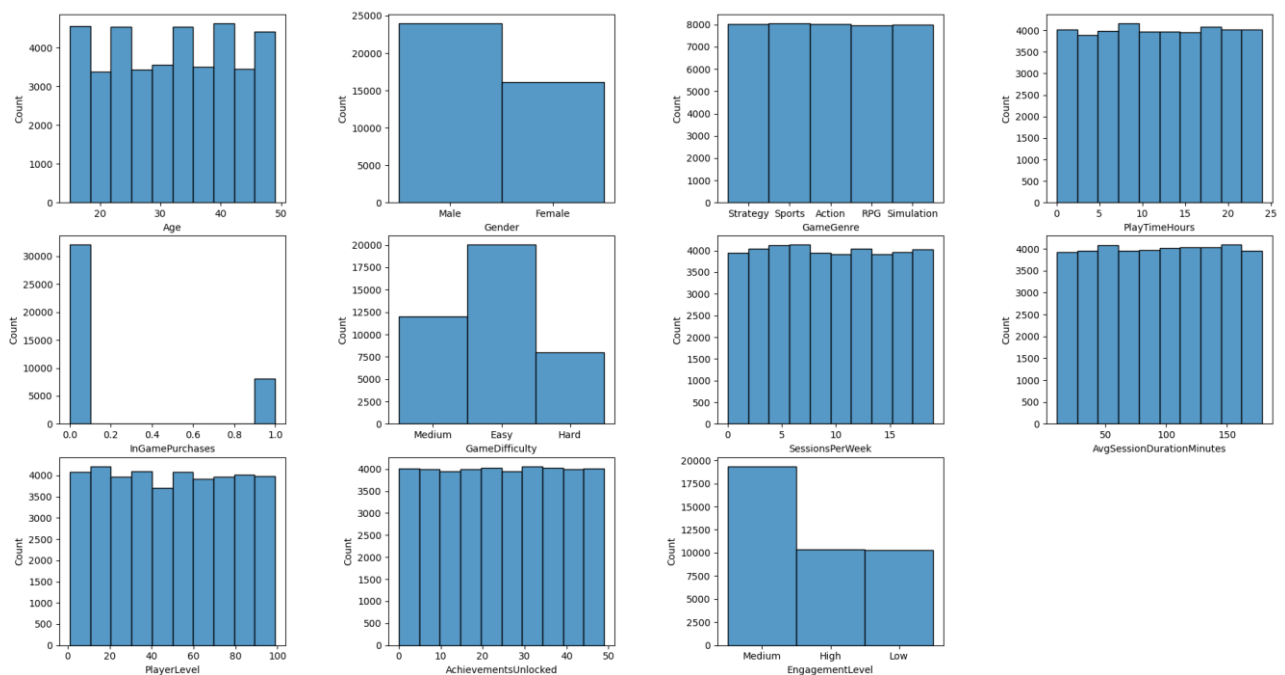 Count
4000
3000
2000
1000
0
20 30 40 50
Age
Count
25000
20000
15000
10000
5000
0
Male Female
Gender
Count
8000
7000
6000
5000
4000
3000
2000
1000
0
Strategy Sports Action RPG Simulation
GameGenre
Count
4000
3500
3000
2500
2000
1500
1000
500
0
0 5 10 15 20 25
PlayTimeHours
Count
30000
25000
20000
15000
10000
5000
0
0.0 0.2 0.4 0.6 0.8 1.0
InGamePurchases
Count
20000
17500
15000
12500
10000
7500
5000
2500
0
Medium Easy Hard
GameDifficulty
Count
4000
3500
3000
2500
2000
1500
1000
500
0
0 5 10 15
SessionsPerWeek
Count
4000
3500
3000
2500
2000
1500
1000
500
0
50 100 150
AvgSessionDurationMinutes
Count
4000
3500
3000
2500
2000
1500
1000
500
0
0 20 40 60 80 100
PlayerLevel
Count
4000
3500
3000
2500
2000
1500
1000
500
0
0 10 20 30 40 50
AchievementsUnlocked
Count
20000
17500
15000
12500
10000
7500
5000
2500
0
Medium High Low
EngagementLevel